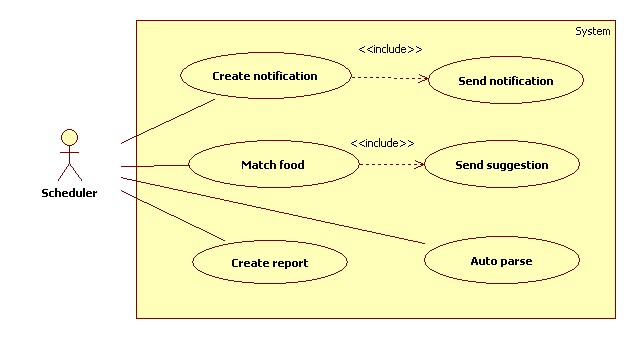 System
<<include>>
Create notification
Send notification
<<include>>
Match food
Send suggestion
Scheduler
Create report
Auto parse